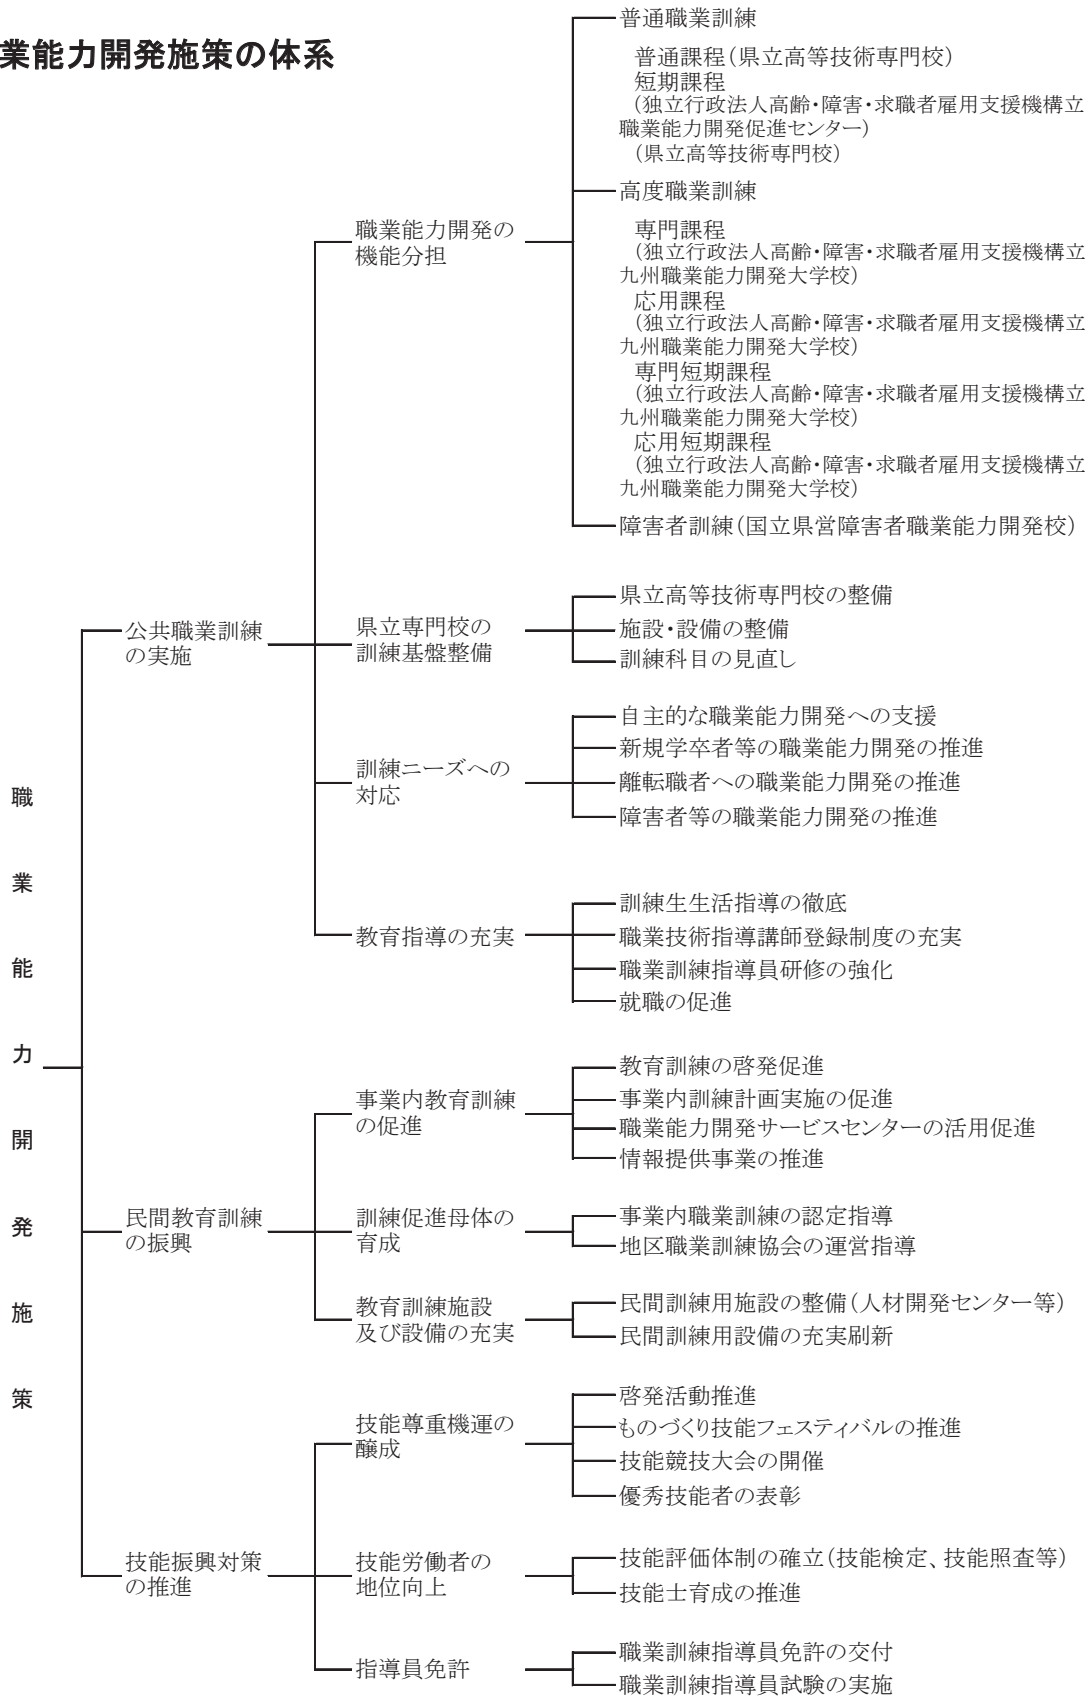 業能力開発施策の体系
職業能力開発施策
公共職業訓練
の実施
職業能力開発の
機能分担
普通職業訓練
普通課程(県立高等技術専門校)
短期課程
(独立行政法人高齢・障害・求職者雇用支援機構立
職業能力開発促進センター)
(県立高等技術専門校)
高度職業訓練
専門課程
(独立行政法人高齢・障害・求職者雇用支援機構立
九州職業能力開発大学校)
応用課程
(独立行政法人高齢・障害・求職者雇用支援機構立
九州職業能力開発大学校)
専門短期課程
(独立行政法人高齢・障害・求職者雇用支援機構立
九州職業能力開発大学校)
応用短期課程
(独立行政法人高齢・障害・求職者雇用支援機構立
九州職業能力開発大学校)
障害者訓練(国立県営障害者職業能力開発校)
県立専門校の
訓練基盤整備
県立高等技術専門校の整備
施設・設備の整備
訓練科目の見直し
訓練ニーズへの
対応
自主的な職業能力開発への支援
新規学卒者等の職業能力開発の推進
離転職者への職業能力開発の推進
障害者等の職業能力開発の推進
教育指導の充実
訓練生生活指導の徹底
職業技術指導講師登録制度の充実
職業訓練指導員研修の強化
就職の促進
民間教育訓練
の振興
事業内教育訓練
の促進
教育訓練の啓発促進
事業内訓練計画実施の促進
職業能力開発サービスセンターの活用促進
情報提供事業の推進
訓練促進母体の
育成
事業内職業訓練の認定指導
地区職業訓練協会の運営指導
教育訓練施設
及び設備の充実
民間訓練用施設の整備(人材開発センター等)
民間訓練用設備の充実刷新
技能振興対策
の推進
技能尊重機運の
醸成
啓発活動推進
ものづくり技能フェスティバルの推進
技能競技大会の開催
優秀技能者の表彰
技能労働者の
地位向上
技能評価体制の確立(技能検定、技能照査等)
技能士育成の推進
指導員免許
職業訓練指導員免許の交付
職業訓練指導員試験の実施